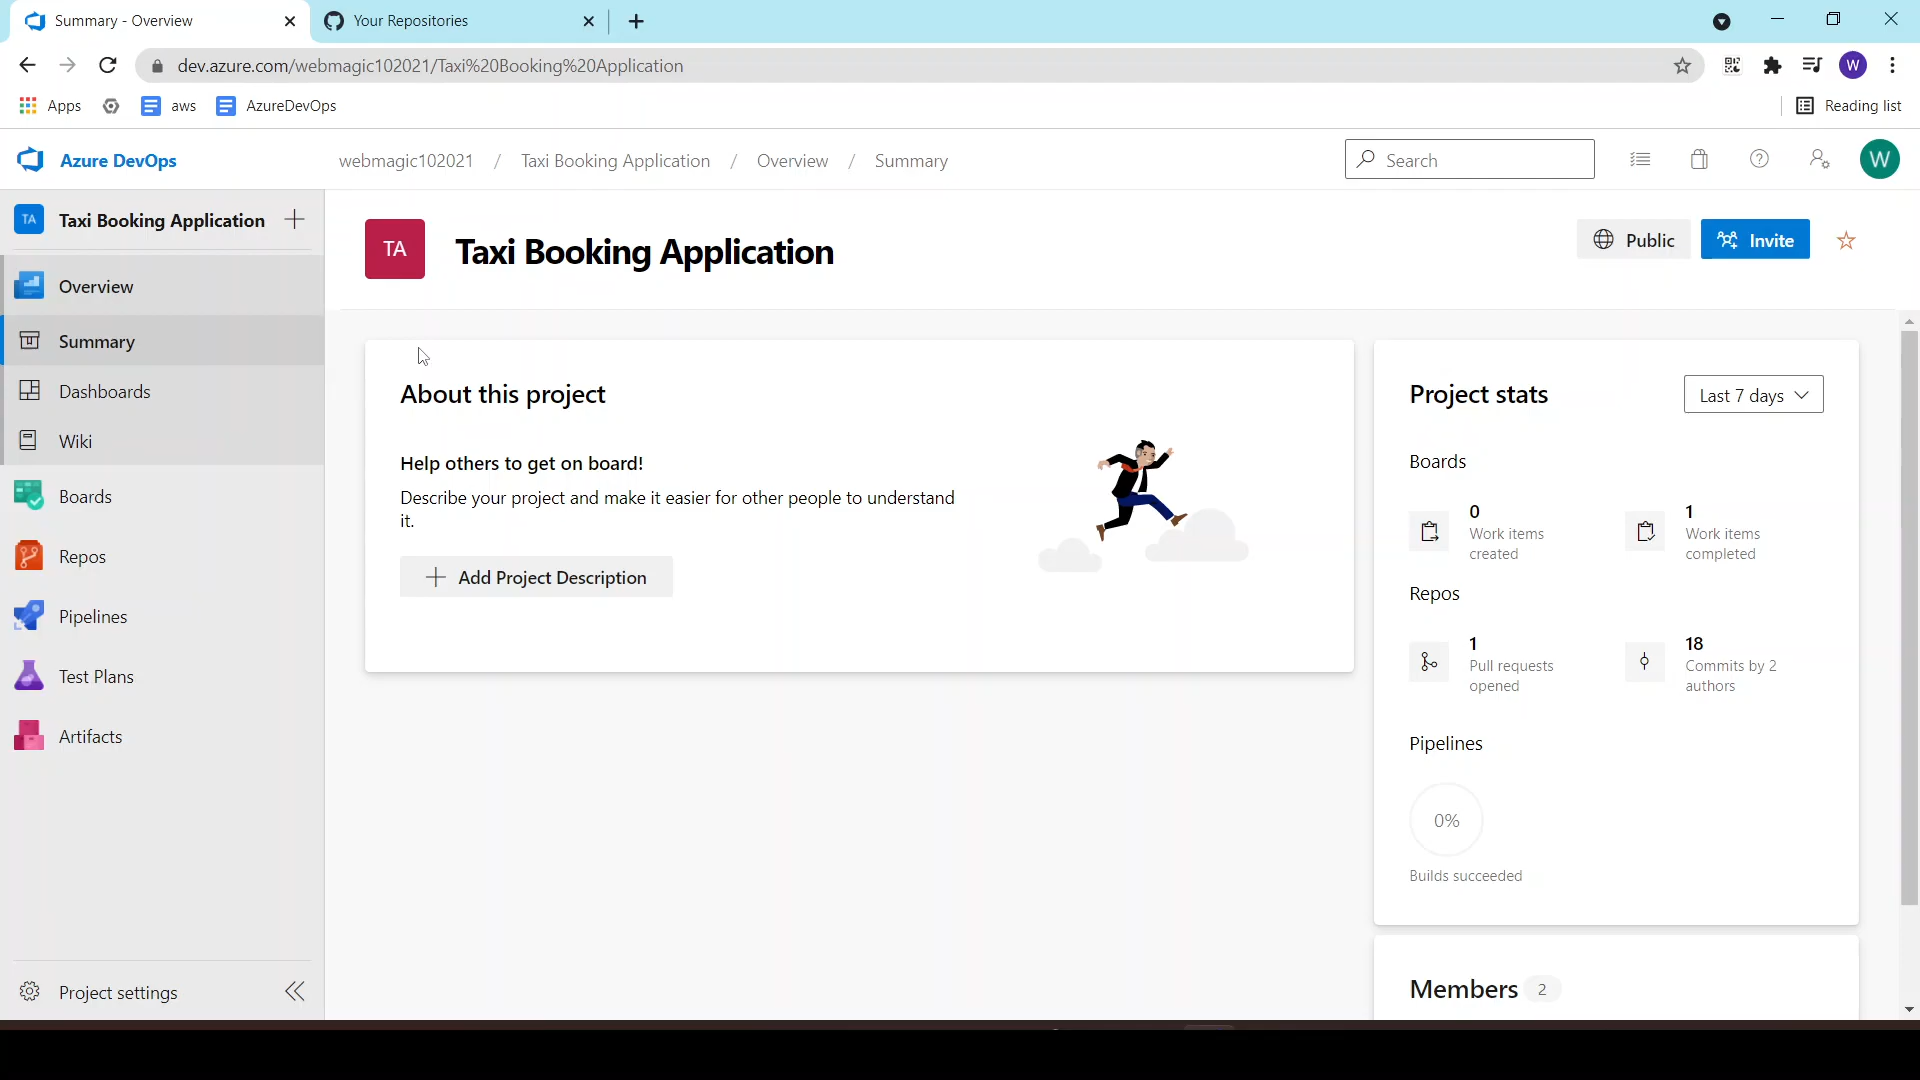 Summary - Overview
Your Repositories
dev.azure.com/webmagic102021/Taxi%20Booking%20Application
W
Apps
aws
AzureDevOps
Reading list
Azure DevOps
webmagic102021 / Taxi Booking Application / Overview / Summary
Search
W
TA Taxi Booking Application
TA Taxi Booking Application
Public
Invite
Overview
Summary
Dashboards
Wiki
Boards
Repos
Pipelines
Test Plans
Artifacts
Project settings
About this project
Help others to get on board!
Describe your project and make it easier for other people to understand
it.
Add Project Description
Project stats
Last 7 days
Boards
0
Work items
created
1
Work items
completed
Repos
1
Pull requests
opened
18
Commits by 2
authors
Pipelines
0%
Builds succeeded
Members 2